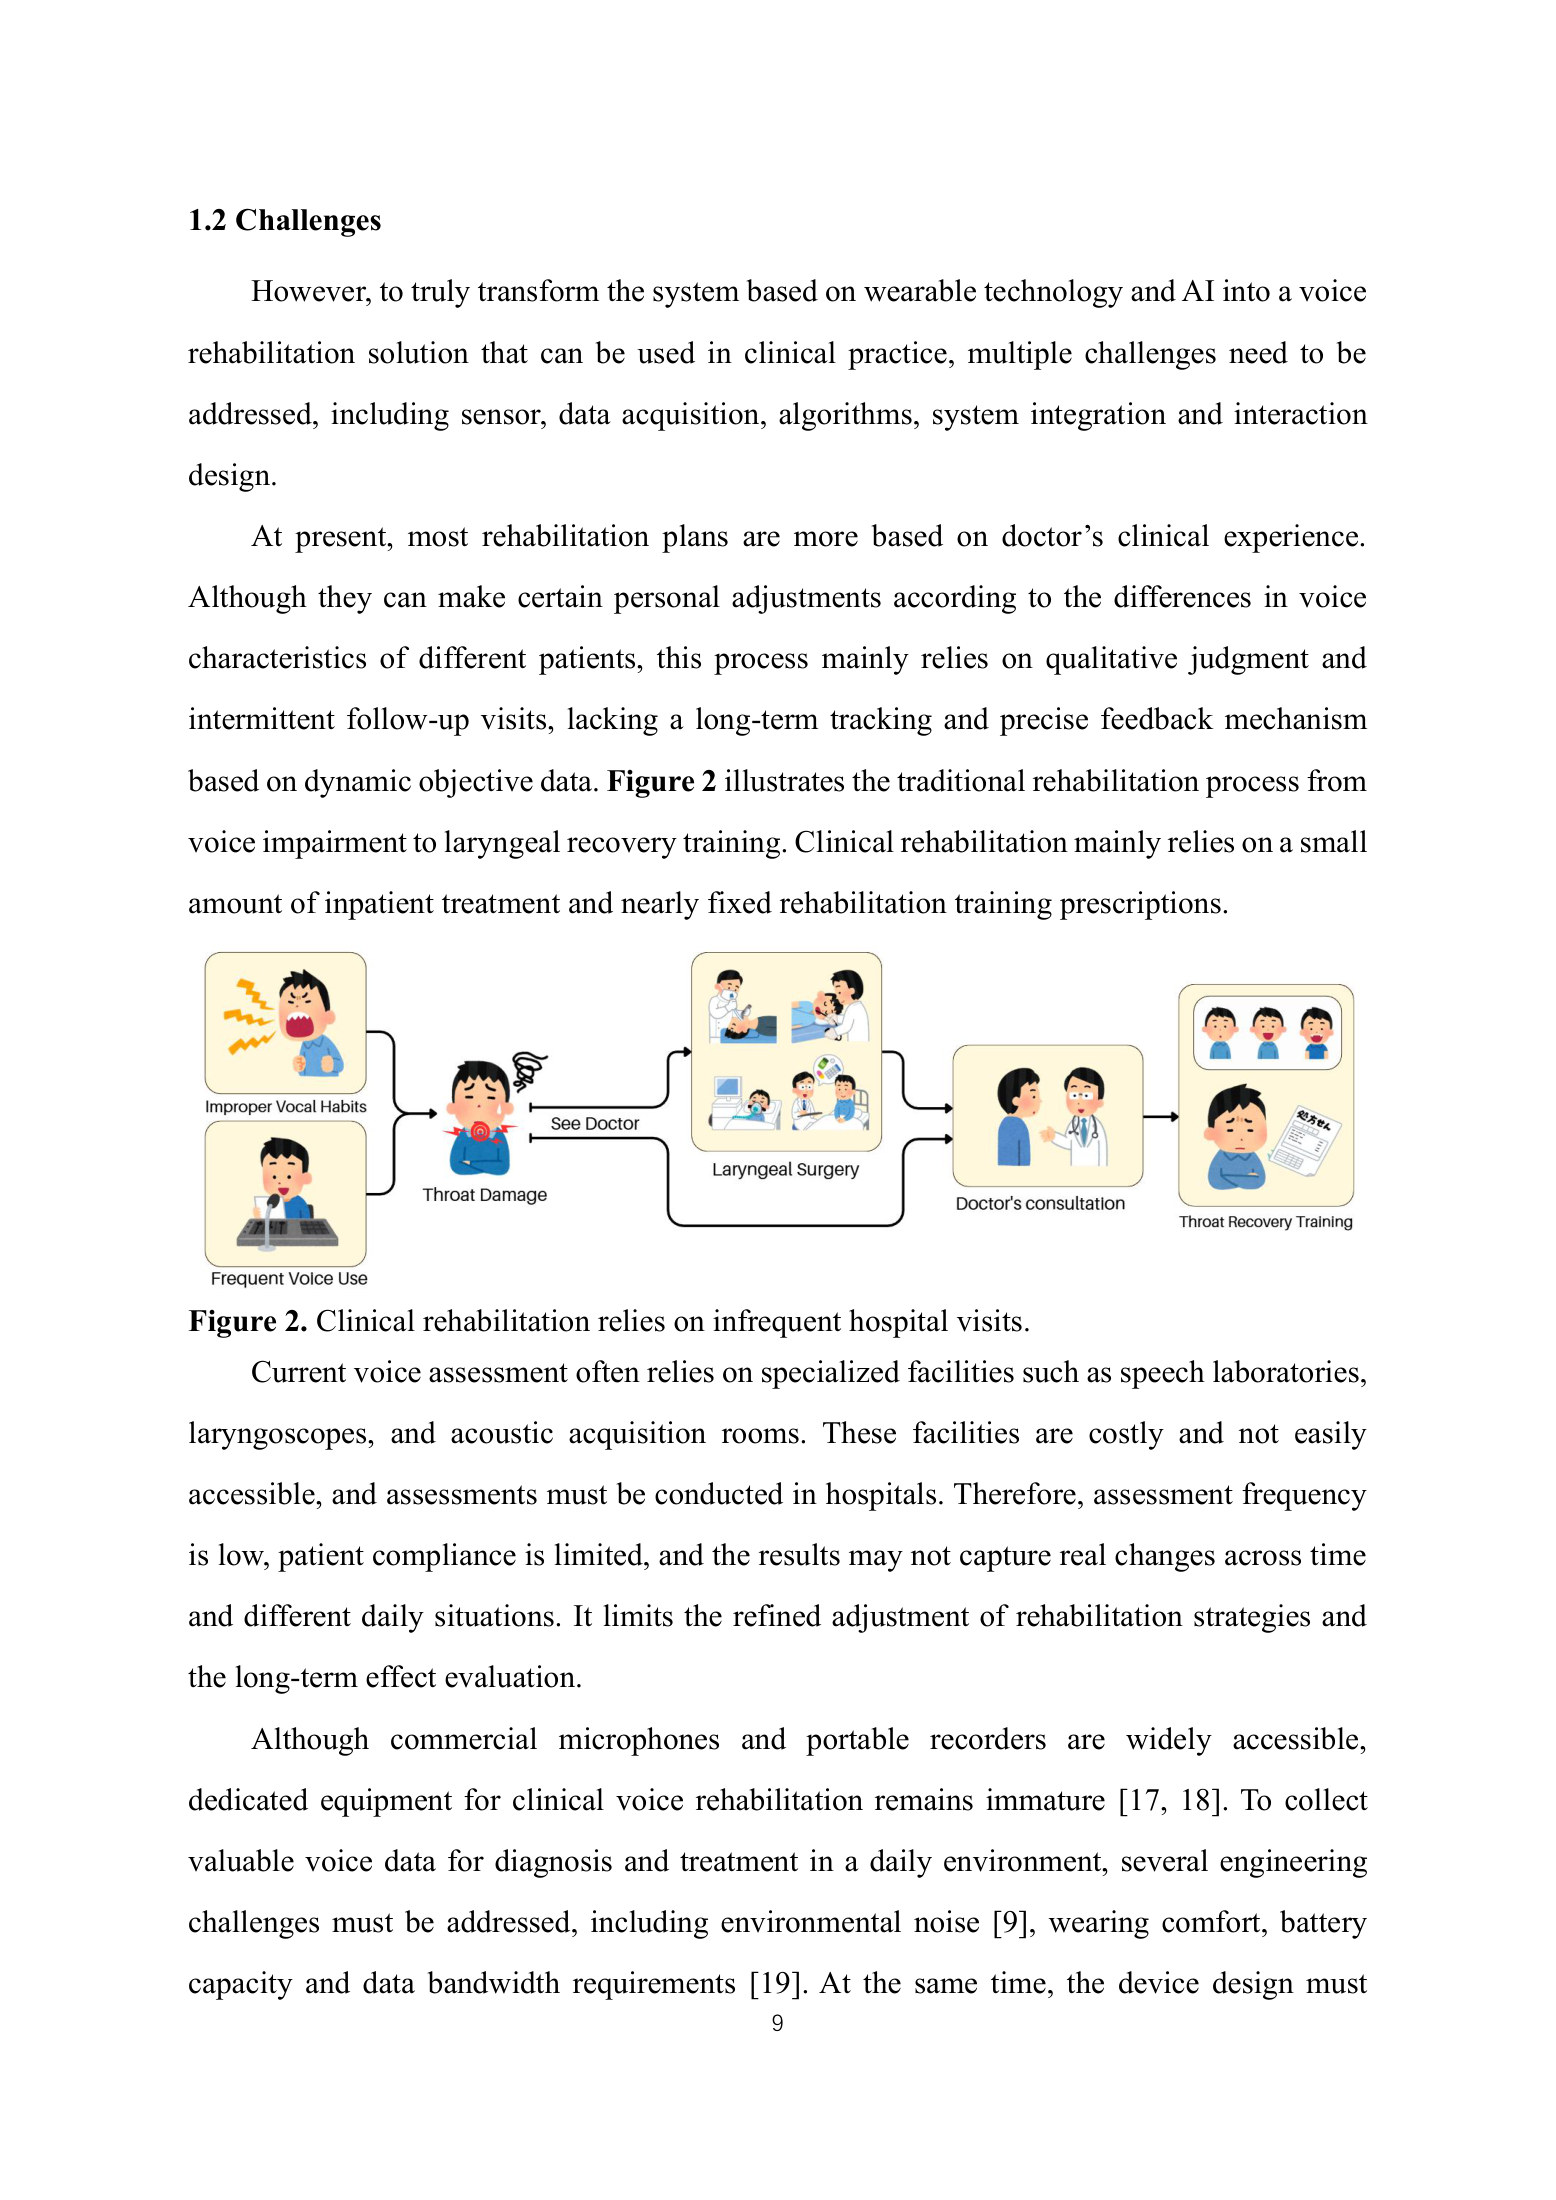 1.2 Challenges
However, to truly transform the system based on wearable technology and AI into a voice
rehabilitation solution that can be used in clinical practice, multiple challenges need to be
addressed, including sensor, data acquisition, algorithms, system integration and interaction
design.
At present, most rehabilitation plans are more based on doctor’s clinical experience.
Although they can make certain personal adjustments according to the differences in voice
characteristics of different patients, this process mainly relies on qualitative judgment and
intermittent follow-up visits, lacking a long-term tracking and precise feedback mechanism
based on dynamic objective data. Figure 2 illustrates the traditional rehabilitation process from
voice impairment to laryngeal recovery training. Clinical rehabilitation mainly relies on a small
amount of inpatient treatment and nearly fixed rehabilitation training prescriptions.
Improper Vocal Habits
Frequent Voice Use
Throat Damage
See Doctor
Laryngeal Surgery
Doctor's consultation
処方せん
Throat Recovery Training
Figure 2. Clinical rehabilitation relies on infrequent hospital visits.
Current voice assessment often relies on specialized facilities such as speech laboratories,
laryngoscopes, and acoustic acquisition rooms. These facilities are costly and not easily
accessible, and assessments must be conducted in hospitals. Therefore, assessment frequency
is low, patient compliance is limited, and the results may not capture real changes across time
and different daily situations. It limits the refined adjustment of rehabilitation strategies and
the long-term effect evaluation.
Although commercial microphones and portable recorders are widely accessible,
dedicated equipment for clinical voice rehabilitation remains immature [17, 18]. To collect
valuable voice data for diagnosis and treatment in a daily environment, several engineering
challenges must be addressed, including environmental noise [9], wearing comfort, battery
capacity and data bandwidth requirements [19]. At the same time, the device design must
9